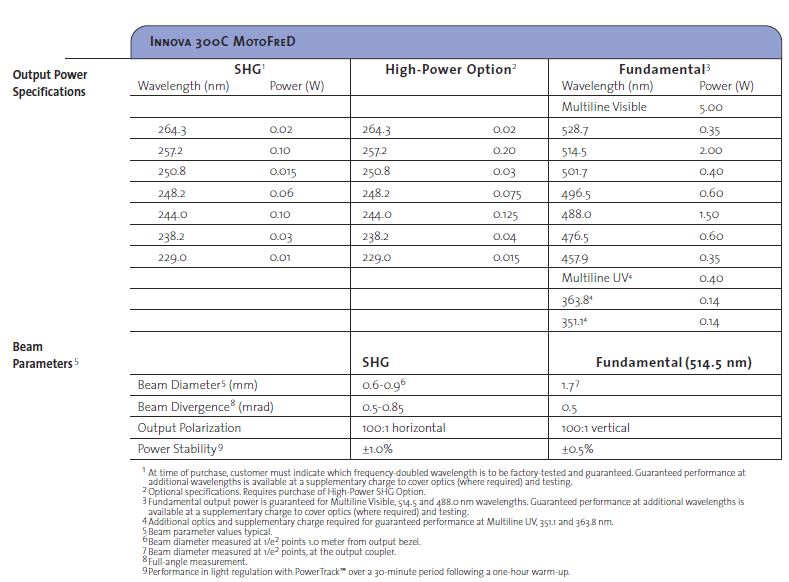 INNOVA 300C MOTOFRED
Output Power
Specifications
SHG¹ High-Power Option² Fundamental³
Wavelength (nm) Power (W) Wavelength (nm) Power (W)
Multiline Visible 5.00
264.3 0.02 264.3 0.02 528.7 0.35
257.2 0.10 257.2 0.20 514.5 2.00
250.8 0.015 250.8 0.03 501.7 0.40
248.2 0.06 248.2 0.075 496.5 0.60
244.0 0.10 244.0 0.125 488.0 1.50
238.2 0.03 238.2 0.04 476.5 0.60
229.0 0.01 229.0 0.015 457.9 0.35
Multiline UV⁴ 0.40
363.8⁴ 0.14
351.1⁴ 0.14
Beam
Parameters⁵
SHG Fundamental (514.5 nm)
Beam Diameter⁵ (mm) 0.6-0.9⁶ 1.7⁷
Beam Divergence⁸ (mrad) 0.5-0.85 0.5
Output Polarization 100:1 horizontal 100:1 vertical
Power Stability⁹ ±1.0% ±0.5%
¹ At time of purchase, customer must indicate which frequency-doubled wavelength is to be factory-tested and guaranteed. Guaranteed performance at
additional wavelengths is available at a supplementary charge to cover optics (where required) and testing.
² Optional specifications. Requires purchase of High-Power SHG Option.
³ Fundamental output power is guaranteed for Multiline Visible, 514.5 and 488.0 nm wavelengths. Guaranteed performance at additional wavelengths is
available at a supplementary charge to cover optics (where required) and testing.
⁴ Additional optics and supplementary charge required for guaranteed performance at Multiline UV, 351.1 and 363.8 nm.
⁵ Beam parameter values typical.
⁶ Beam diameter measured at 1/e² points 1.0 meter from output bezel.
⁷ Beam diameter measured at 1/e² points, at the output coupler.
⁸ Full-angle measurement.
⁹ Performance in light regulation with PowerTrack™ over a 30-minute period following a one-hour warm-up.